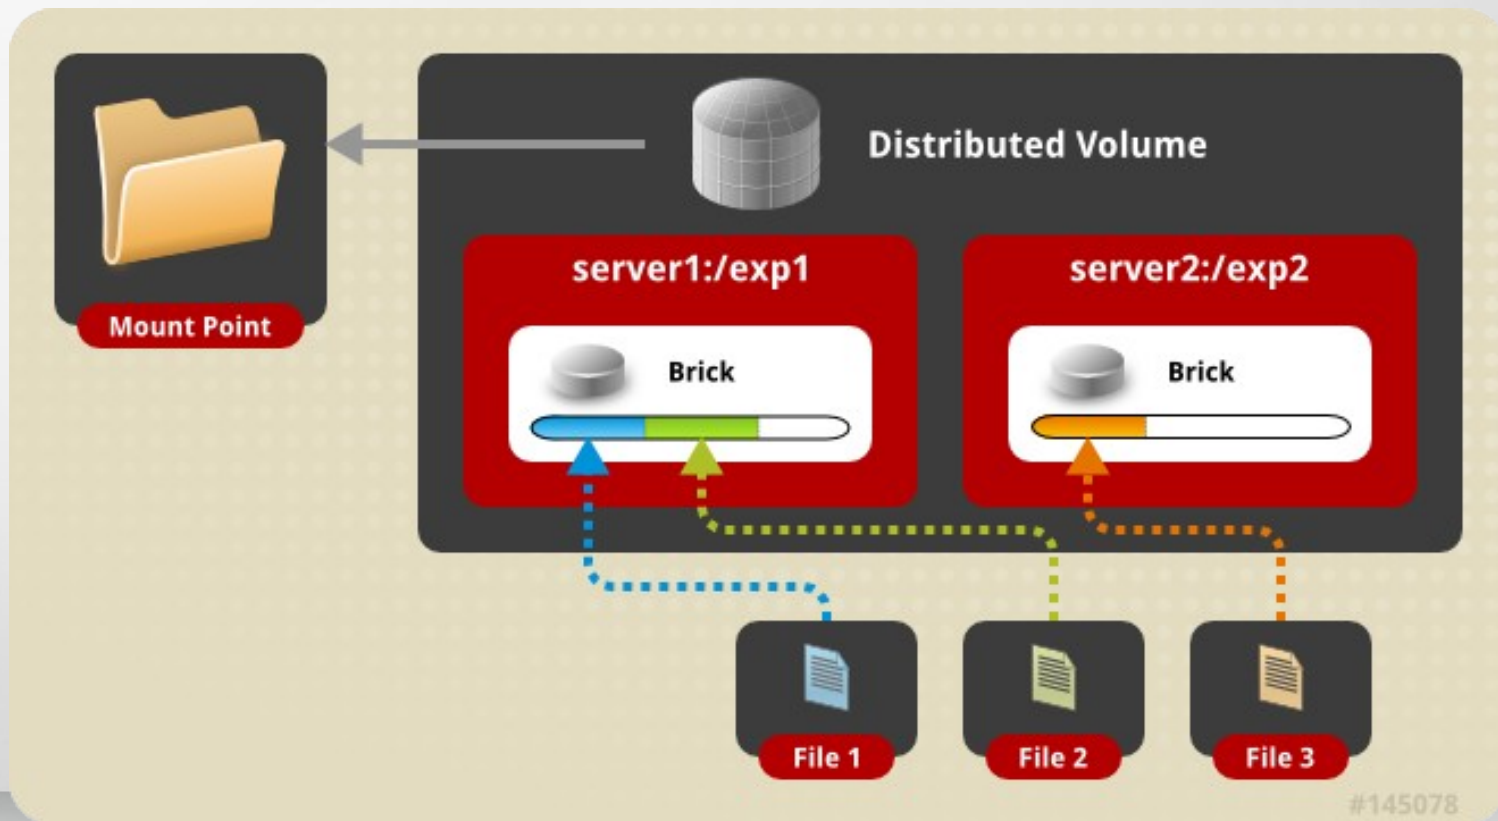 Distributed Volume
Mount Point
server1:/exp1
server2:/exp2
Brick
Brick
File 1
File 2
File 3
#145078